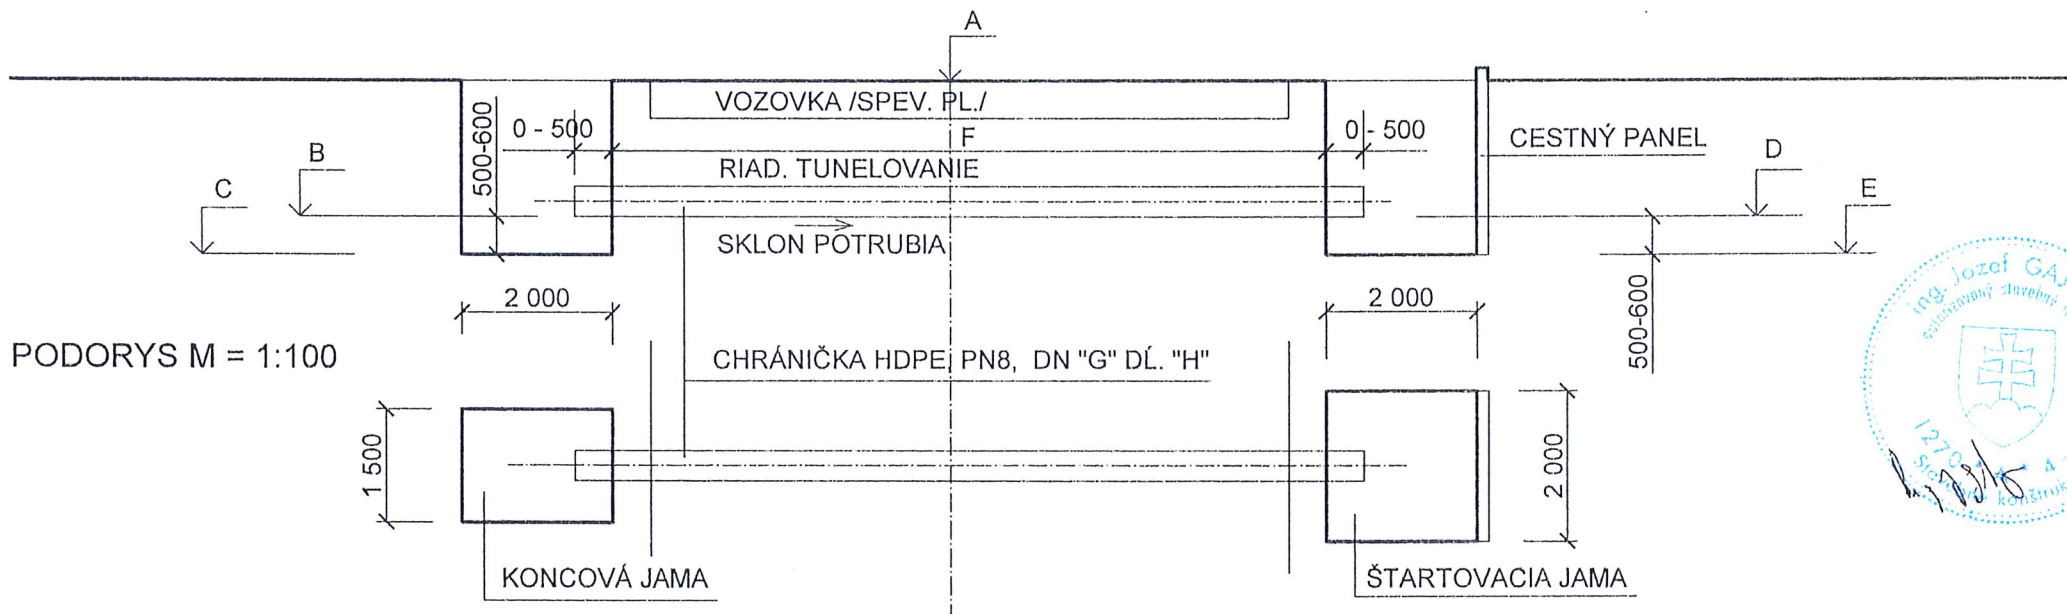 A
VOZOVKA /SPEV. PL./
0 - 500
F
0 - 500
500-600
CESTNÝ PANEL
B
RIAD. TUNELOVANIE
D
C
E
SKLON POTRUBIA
2 000
2 000
500-600
PODORYS M = 1:100
CHRÁNIČKA HDPE, PN8, DN "G" DĹ. "H"
1 500
2 000
KONCOVÁ JAMA
ŠTARTOVACIA JAMA
Ing. Jozef
stavebný
1270